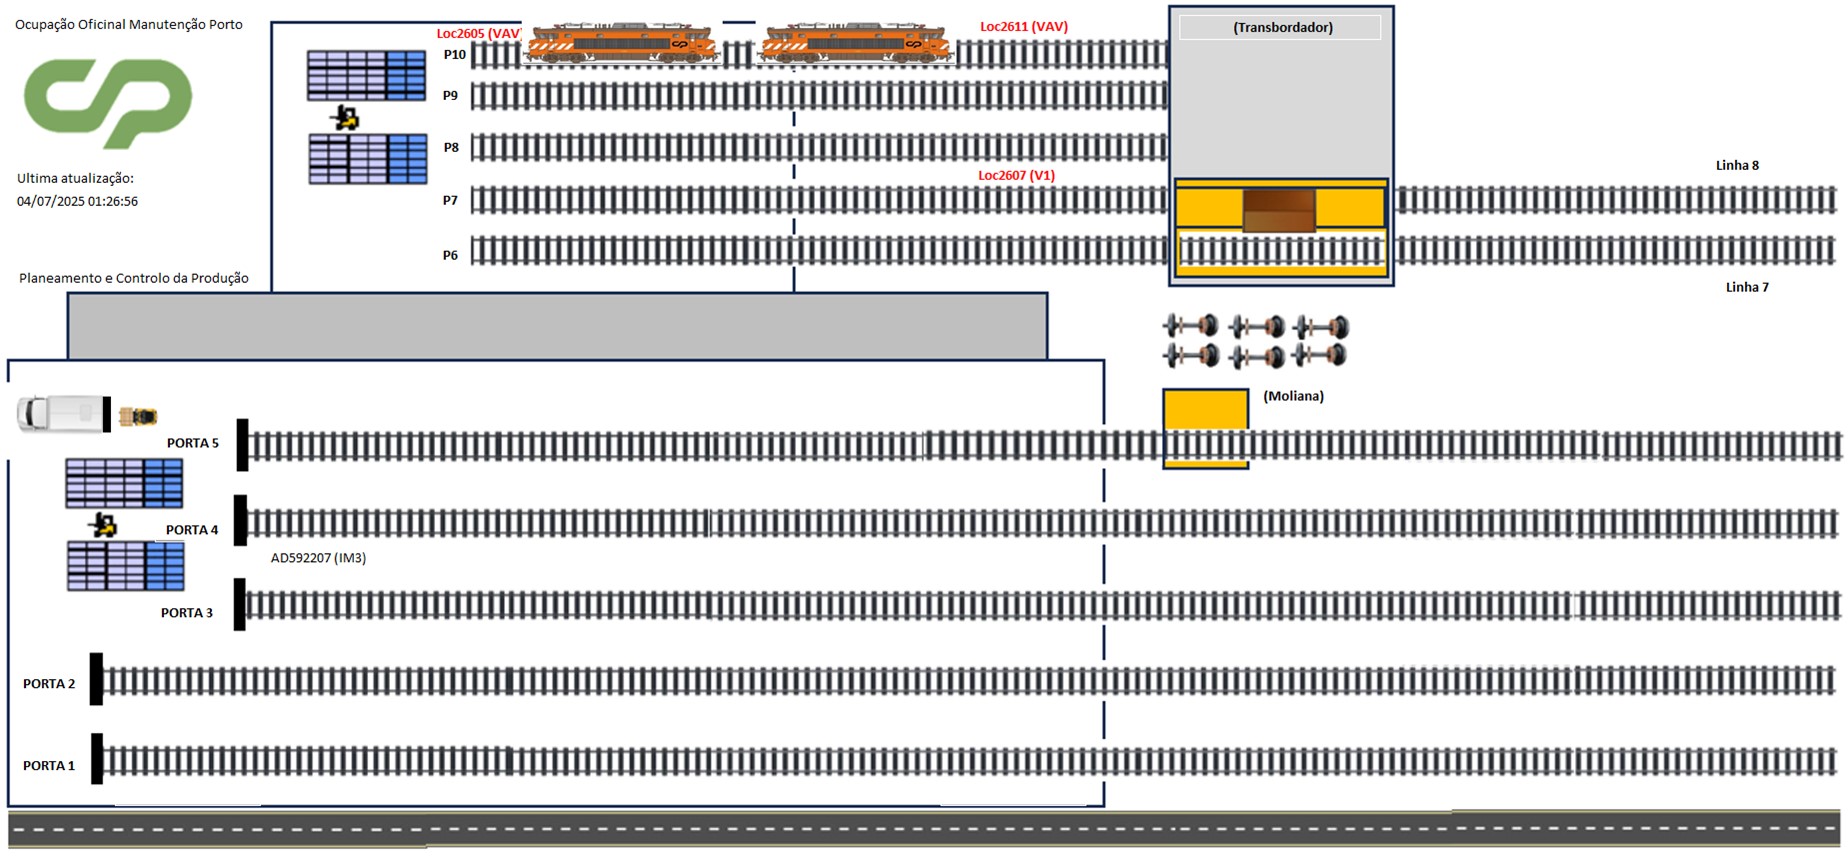 Ocupação Oficinal Manutenção Porto
cp
Ultima atualização:
04/07/2025 01:26:56
Planeamento e Controlo da Produção
Loc2605 (VAV)
Loc2611 (VAV)
(Transbordador)
P10
P9
P8
Loc2607 (V1)
P7
P6
Linha 8
Linha 7
(Moliana)
PORTA 5
PORTA 4
AD592207 (IM3)
PORTA 3
PORTA 2
PORTA 1